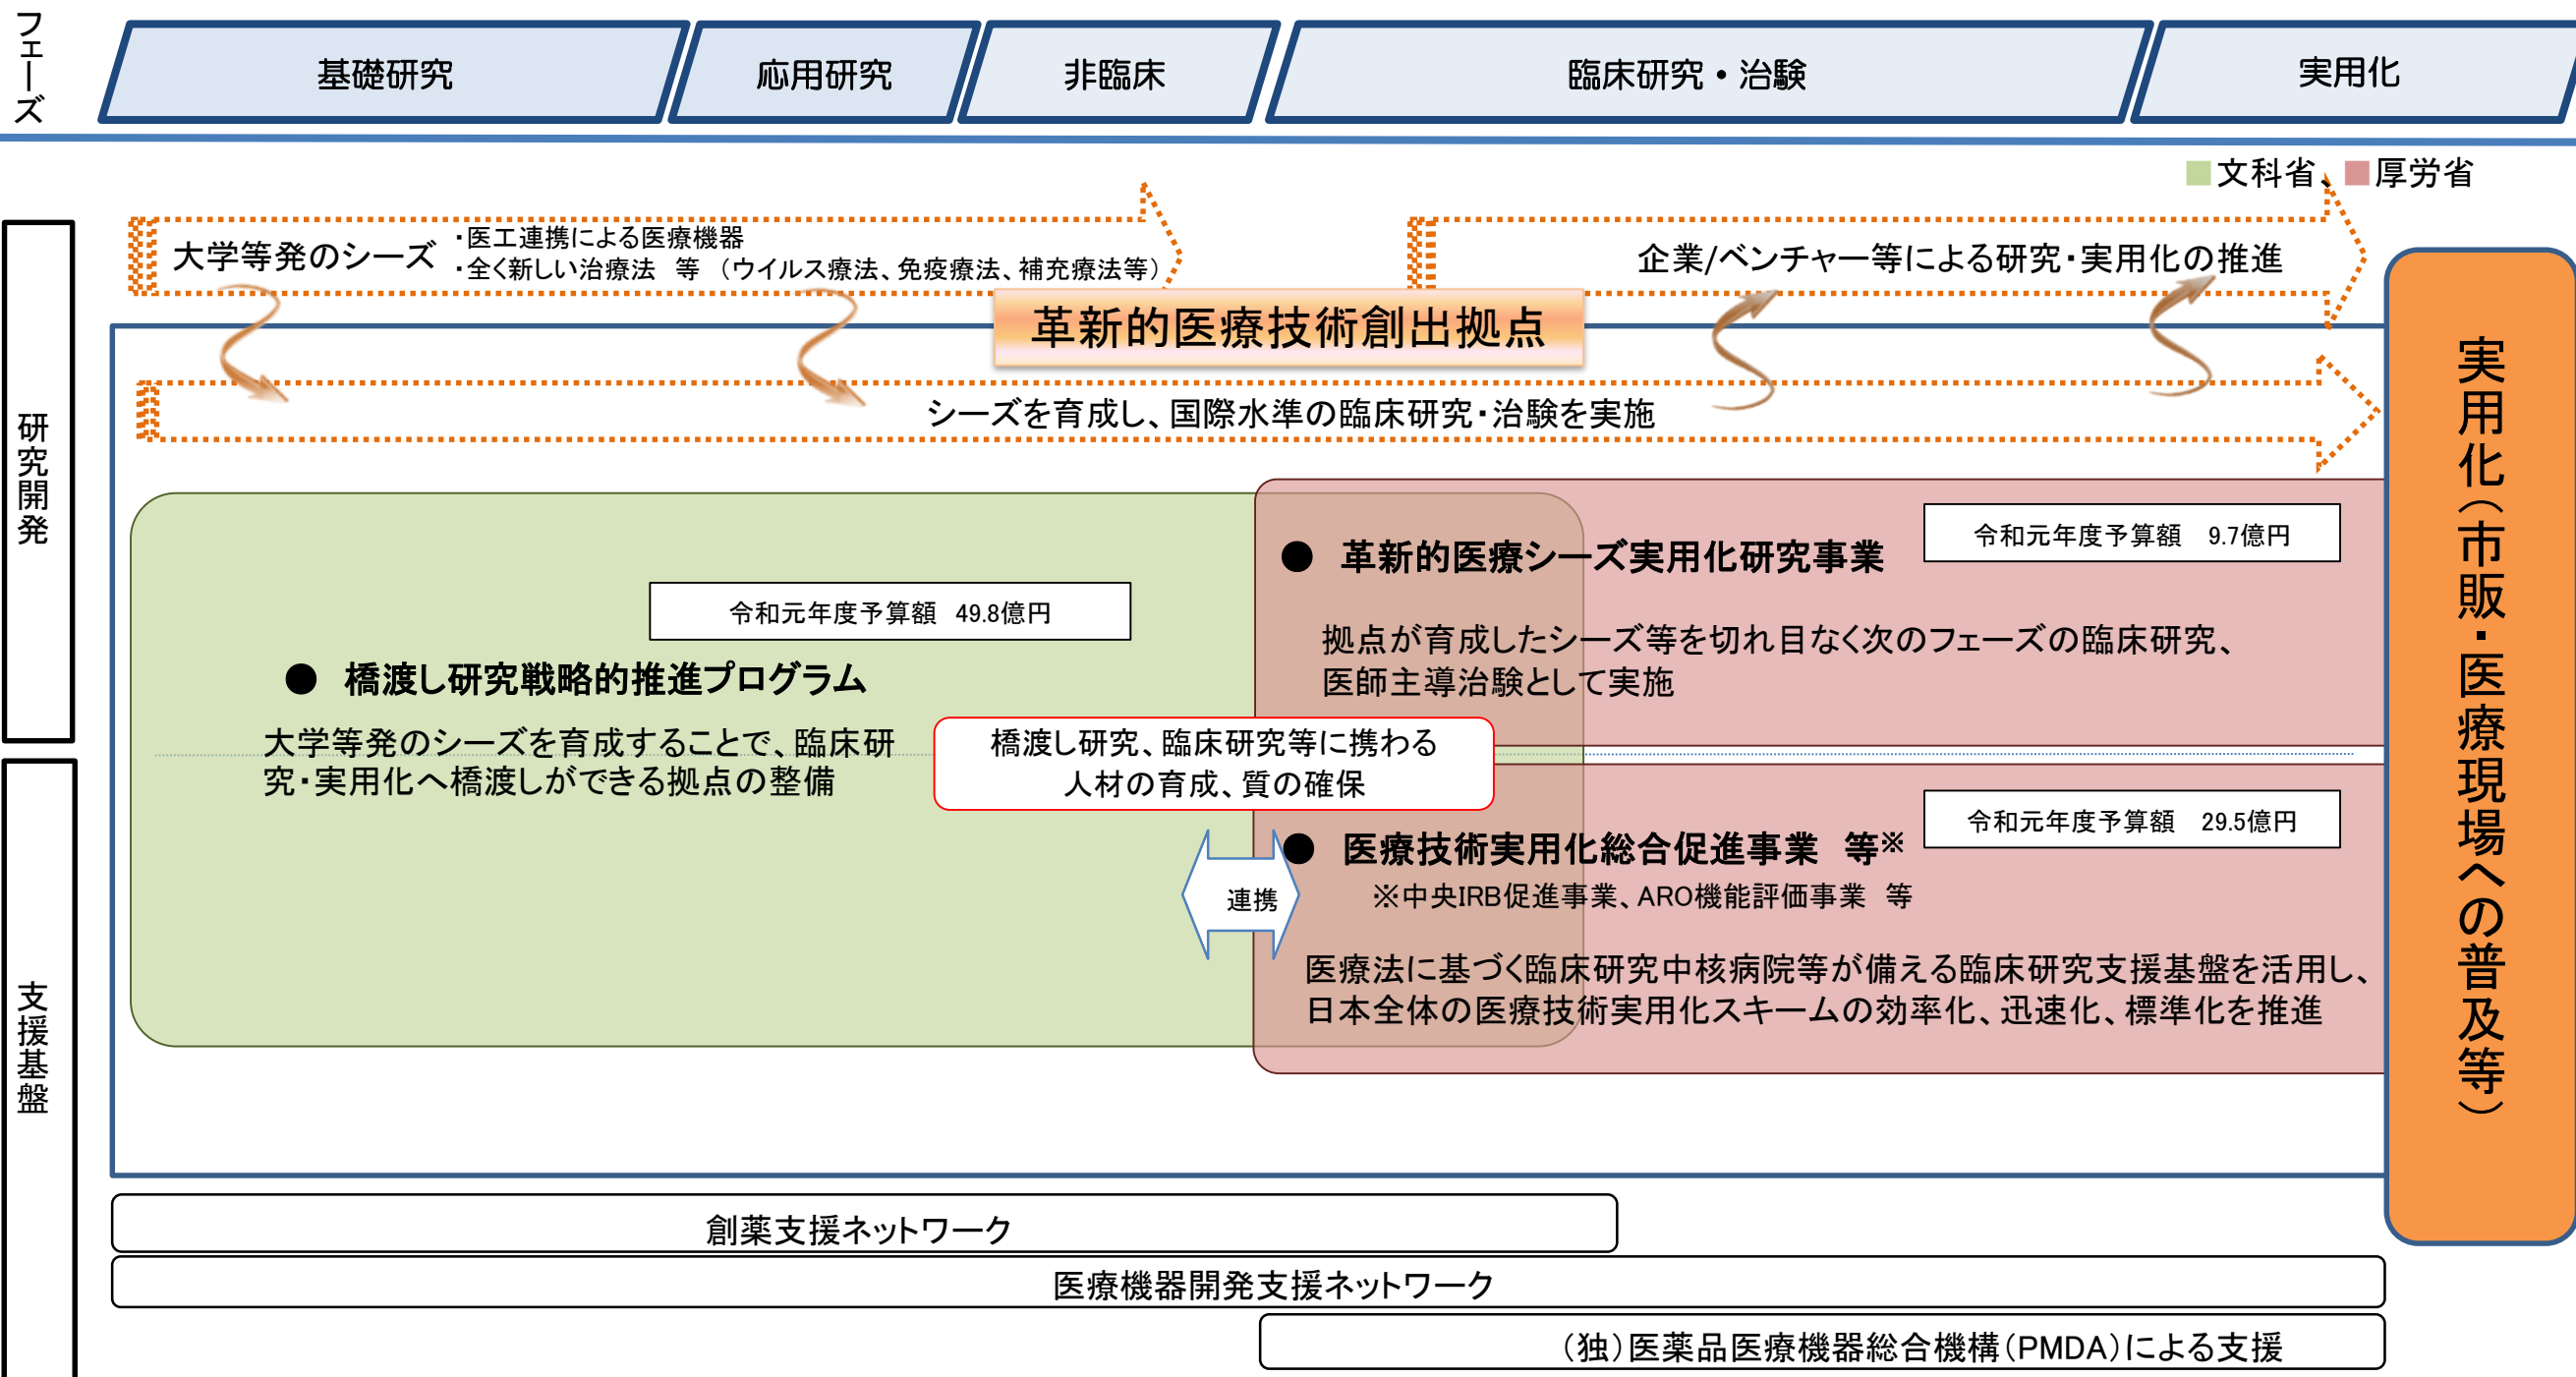 フェーズ
基礎研究
応用研究
非臨床
臨床研究・治験
実用化
文科省、厚労省
大学等発のシーズ
・医工連携による医療機器
・全く新しい治療法　等　（ウイルス療法、免疫療法、補充療法等）
企業/ベンチャー等による研究・実用化の推進
革新的医療技術創出拠点
シーズを育成し、国際水準の臨床研究・治験を実施
研究開発
令和元年度予算額　49.8億円
● 橋渡し研究戦略的推進プログラム
大学等発のシーズを育成することで、臨床研
究・実用化へ橋渡しができる拠点の整備
● 革新的医療シーズ実用化研究事業
令和元年度予算額　9.7億円
拠点が育成したシーズ等を切れ目なく次のフェーズの臨床研究、
医師主導治験として実施
橋渡し研究、臨床研究等に携わる
人材の育成、質の確保
支援基盤
連携
● 医療技術実用化総合促進事業　等※
令和元年度予算額　29.5億円
※中央IRB促進事業、ARO機能評価事業　等
医療法に基づく臨床研究中核病院等が備える臨床研究支援基盤を活用し、
日本全体の医療技術実用化スキームの効率化、迅速化、標準化を推進
実用化（市販・医療現場への普及等）
創薬支援ネットワーク
医療機器開発支援ネットワーク
（独）医薬品医療機器総合機構（PMDA）による支援